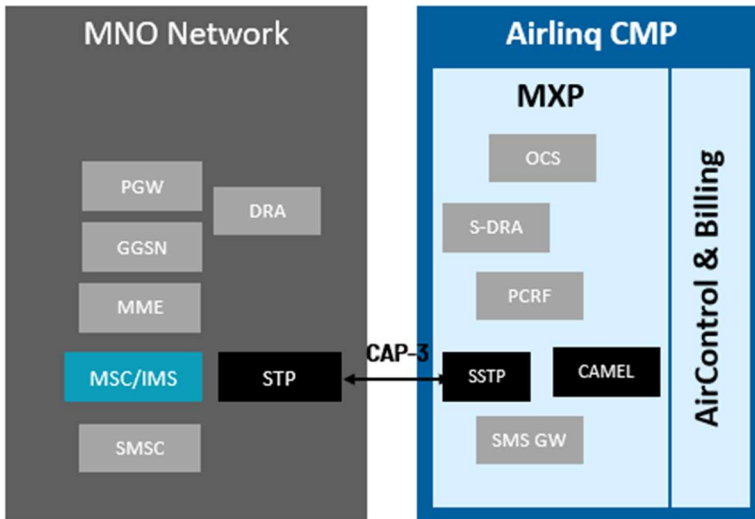 MNO Network
PGW
DRA
GGSN
MME
MSC/IMS
STP
SMSC
CAP-3
Airlinq CMP
MXP
OCS
S-DRA
PCRF
SSTP
CAMEL
SMS GW
AirControl & Billing